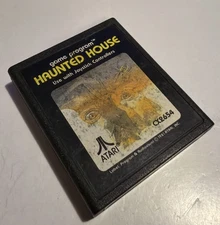 game program™
HAUNTED HOUSE
Use with Joystick Controllers
ATARI
CX2654